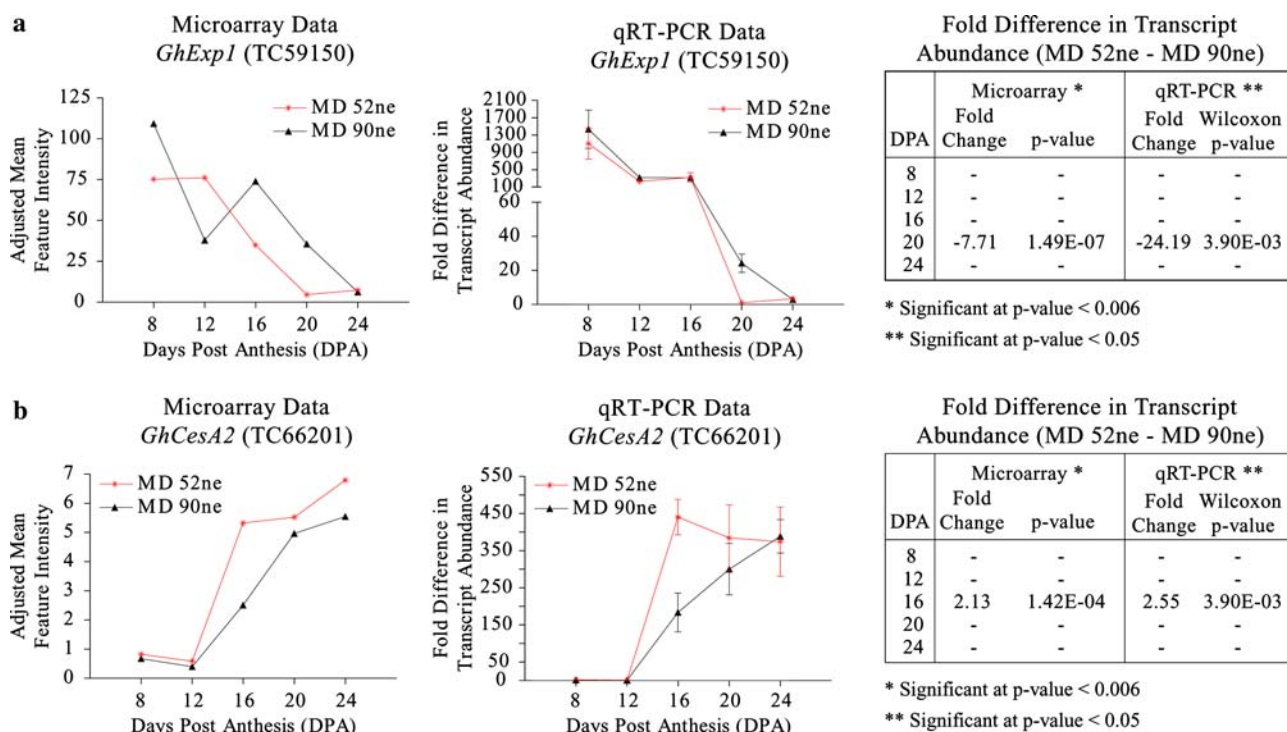 a
Microarray Data
GhExp1 (TC59150)
Adjusted Mean
Feature Intensity
125
100
75
50
25
0
MD 52ne
MD 90ne
8 12 16 20 24
Days Post Anthesis (DPA)
qRT-PCR Data
GhExp1 (TC59150)
Fold Difference in
Transcript Abundance
2100
1700
1300
900
500
100
60
40
20
0
MD 52ne
MD 90ne
8 12 16 20 24
Days Post Anthesis (DPA)
Fold Difference in Transcript
Abundance (MD 52ne - MD 90ne)
Microarray * qRT-PCR **
DPA Fold Change p-value Fold Change Wilcoxon p-value
8 - - - -
12 - - - -
16 - - - -
20 -7.71 1.49E-07 -24.19 3.90E-03
24 - - - -
* Significant at p-value < 0.006
** Significant at p-value < 0.05
b
Microarray Data
GhCesA2 (TC66201)
Adjusted Mean
Feature Intensity
7
6
5
4
3
2
1
0
MD 52ne
MD 90ne
8 12 16 20 24
Days Post Anthesis (DPA)
qRT-PCR Data
GhCesA2 (TC66201)
Fold Difference in
Transcript Abundance
550
450
350
250
150
50
0
MD 52ne
MD 90ne
8 12 16 20 24
Days Post Anthesis (DPA)
Fold Difference in Transcript
Abundance (MD 52ne - MD 90ne)
Microarray * qRT-PCR **
DPA Fold Change p-value Fold Change Wilcoxon p-value
8 - - - -
12 - - - -
16 2.13 1.42E-04 2.55 3.90E-03
20 - - - -
24 - - - -
* Significant at p-value < 0.006
** Significant at p-value < 0.05